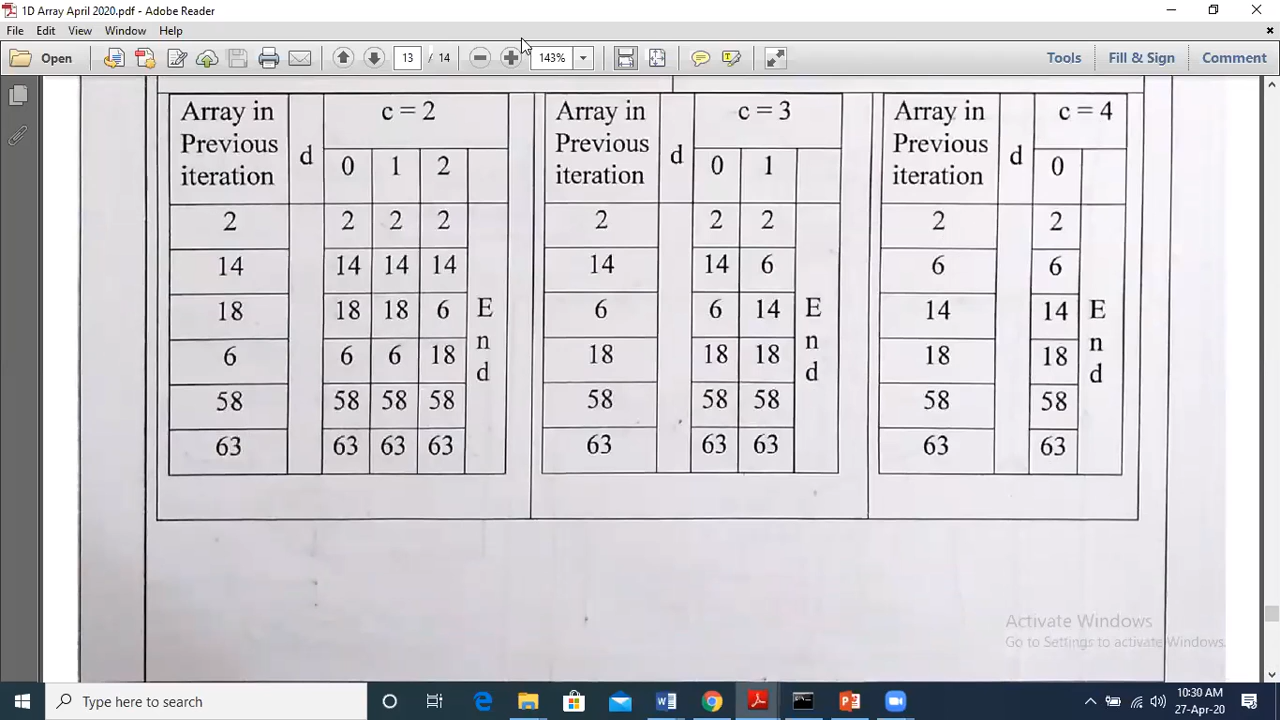 1D Array April 2020.pdf - Adobe Reader
File Edit View Window Help
Open 13 / 14 143% Tools Fill & Sign Comment
Array in Previous iteration d c = 2
0 1 2
2 2 2 2
14 14 14 14
18 18 18 6
6 6 6 18
58 58 58 58
63 63 63 63
End
Array in Previous iteration d c = 3
0 1
2 2 2
14 14 6
6 6 14
18 18 18
58 58 58
63 63 63
End
Array in Previous iteration d c = 4
0
2 2
6 6
14 14
18 18
58 58
63 63
End
Activate Windows
Go to Settings to activate Windows.
Type here to search
10:30 AM
27-Apr-20